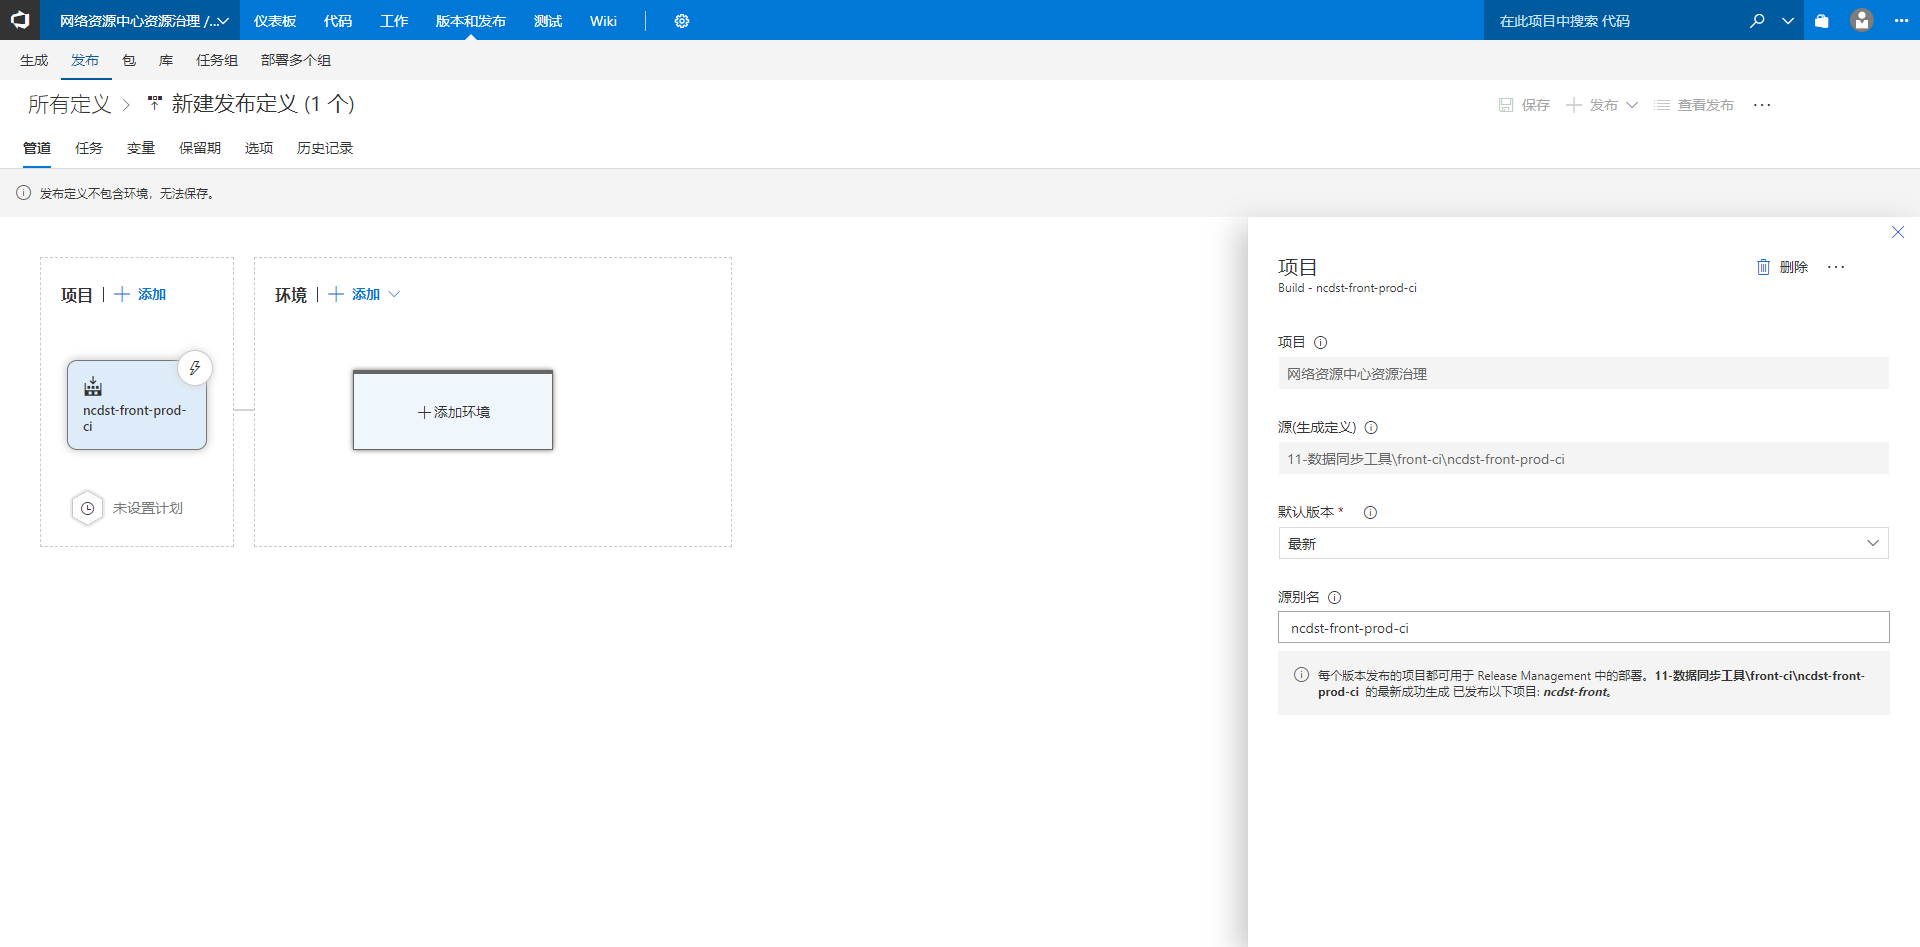 网络资源中心资源治理 /... 仪表板 代码 工作 版本和发布 测试 Wiki 在此项目中搜索 代码
生成 发布 包 库 任务组 部署多个组
所有定义 新建发布定义 (1 个) 保存 发布 查看发布 ...
管道 任务 变量 保留期 选项 历史记录
发布定义不包含环境，无法保存。
项目 添加
ncdst-front-prod-
ci
未设置计划
环境 添加
添加环境
项目 删除 ...
Build - ncdst-front-prod-ci
项目
网络资源中心资源治理
源(生成定义)
11-数据同步工具\front-ci\ncdst-front-prod-ci
默认版本 *
最新
源别名
ncdst-front-prod-ci
每个版本发布的项目都可用于 Release Management 中的部署。11-数据同步工具\front-ci\ncdst-front-
prod-ci 的最新成功生成 已发布以下项目: ncdst-front。